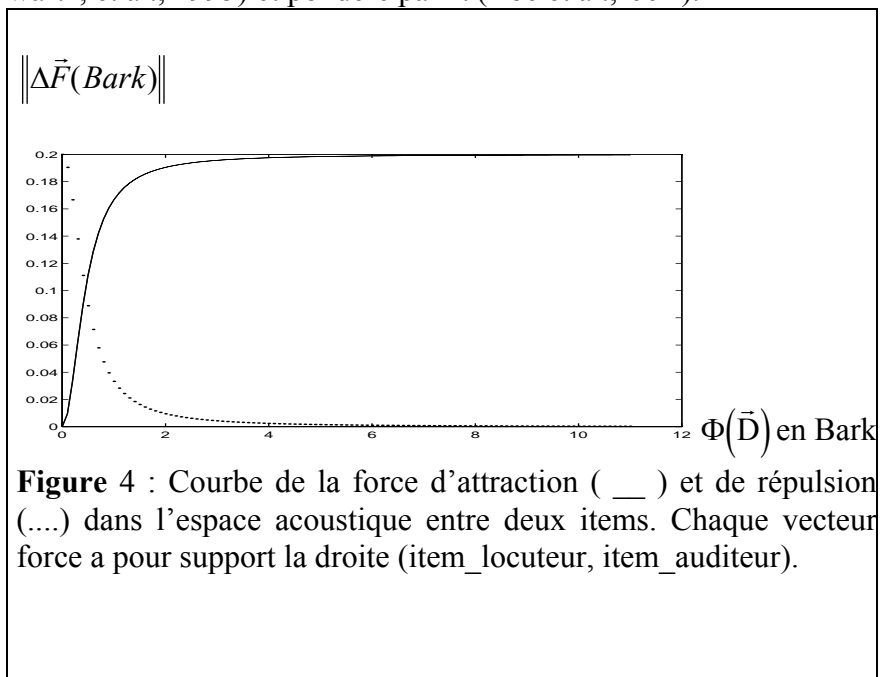 ‖ΔF⃗(Bark)‖
0.2
0.18
0.16
0.14
0.12
0.1
0.08
0.06
0.04
0.02
0
0 2 4 6 8 10 12 Φ(D⃗) en Bark
Figure 4 : Courbe de la force d’attraction ( __ ) et de répulsion
(....) dans l’espace acoustique entre deux items. Chaque vecteur
force a pour support la droite (item_locuteur, item_auditeur).